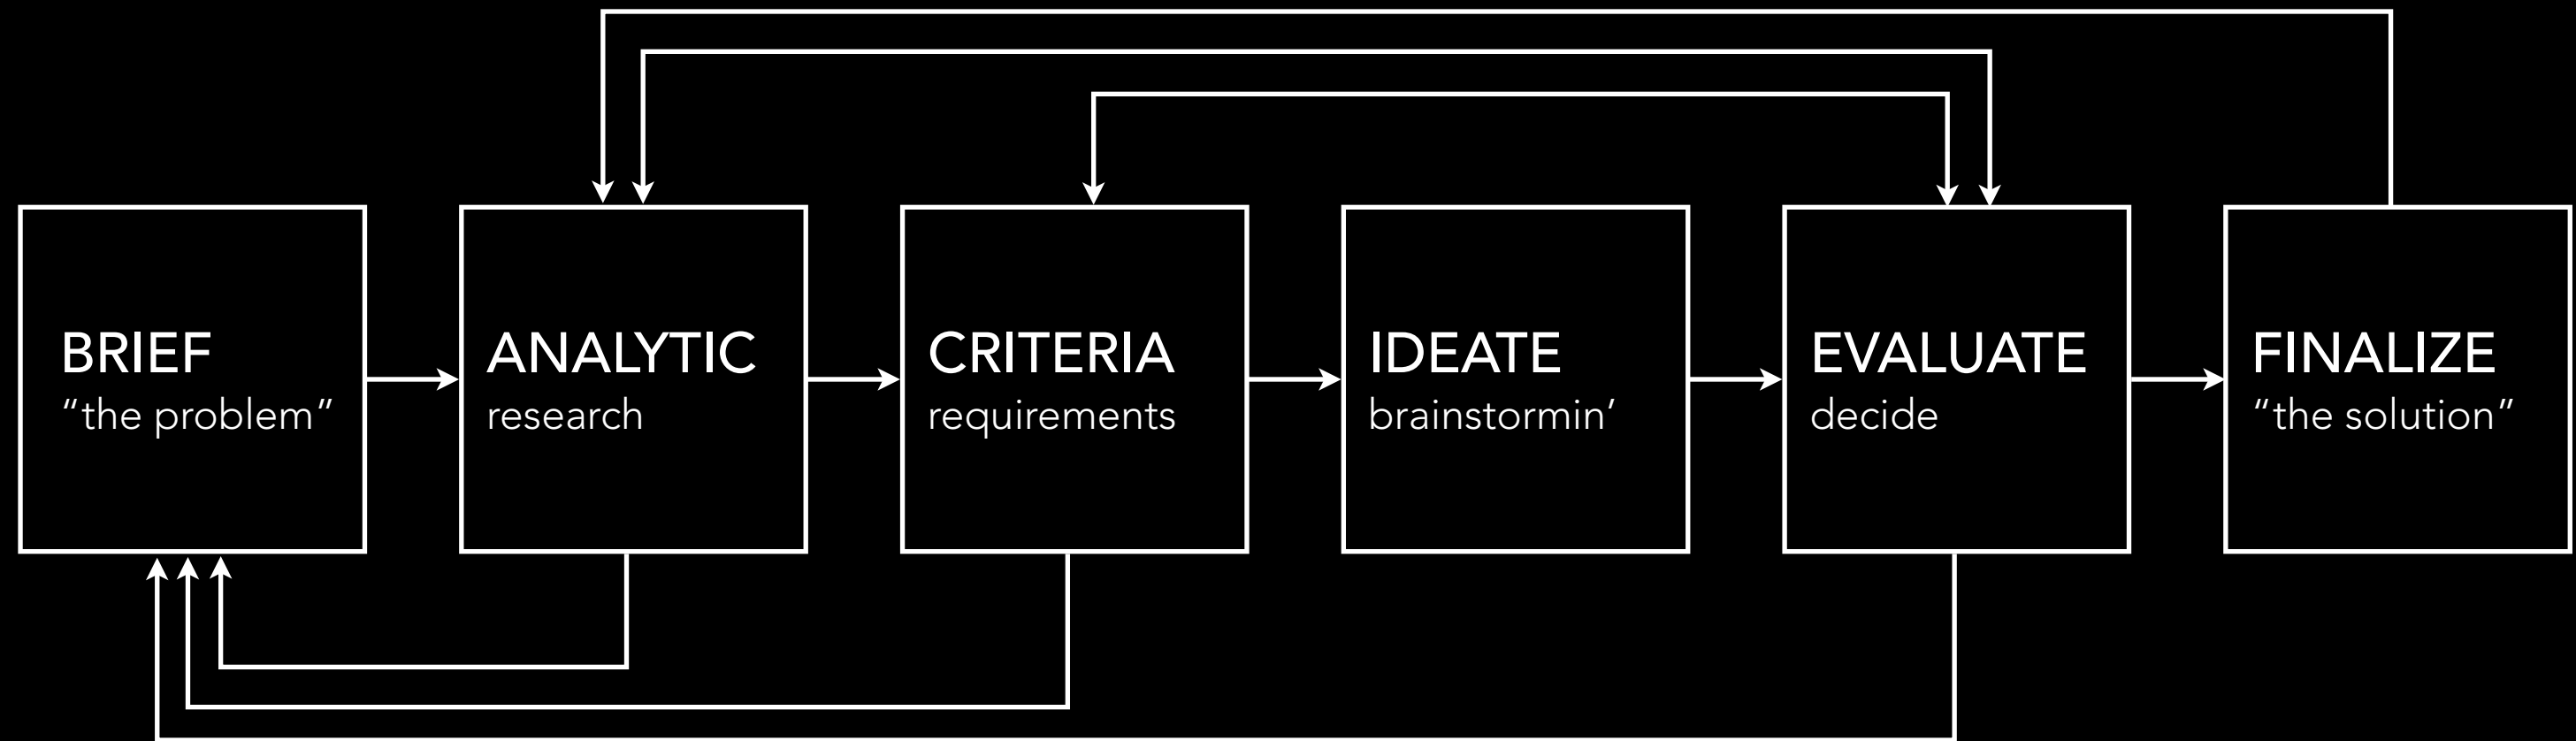 BRIEF
“the problem”
ANALYTIC
research
CRITERIA
requirements
IDEATE
brainstormin’
EVALUATE
decide
FINALIZE
“the solution”